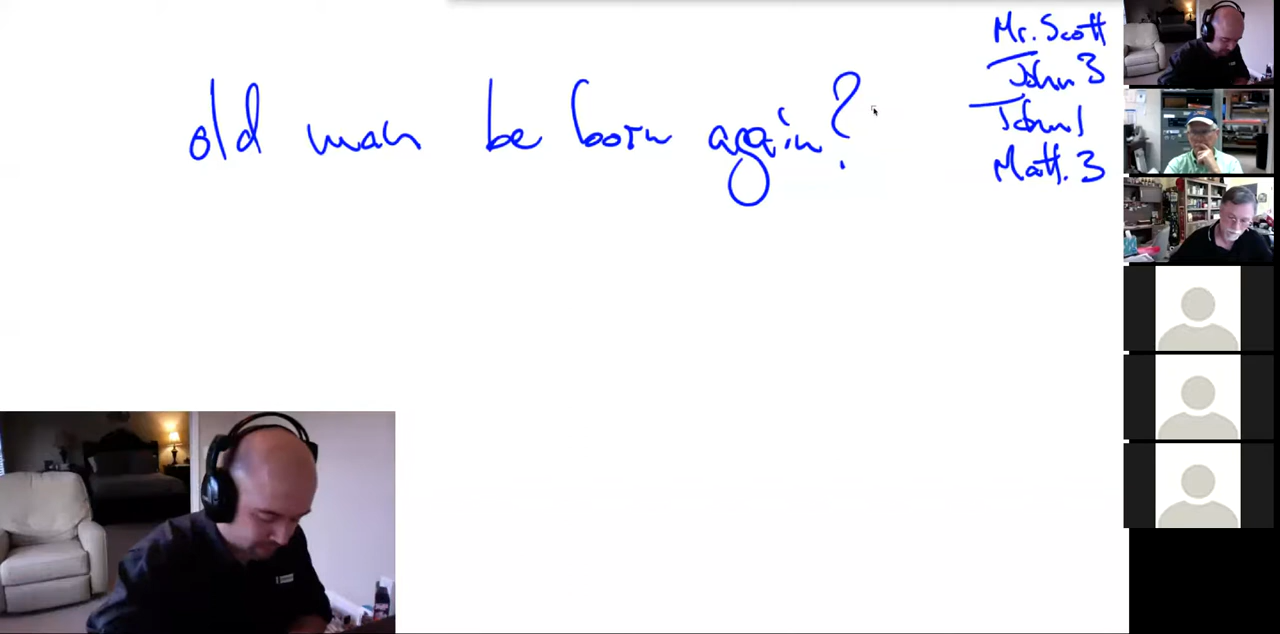 old man be born again?
Mr. Scott
John 3
John 1
Matt. 3